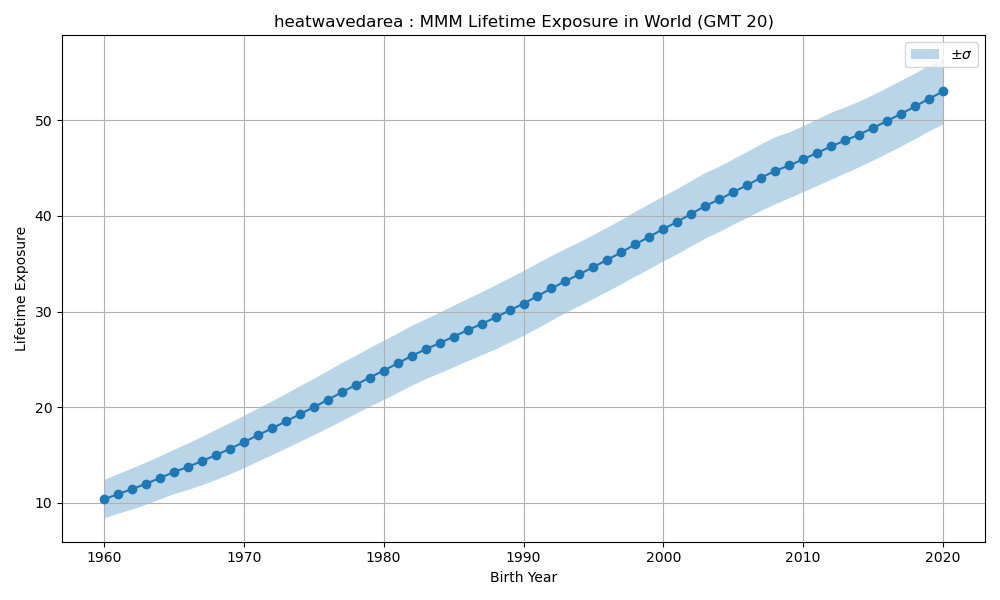 heatwavedarea : MMM Lifetime Exposure in World (GMT 20)
±σ
Lifetime Exposure
50
40
30
20
10
1960 1970 1980 1990 2000 2010 2020
Birth Year